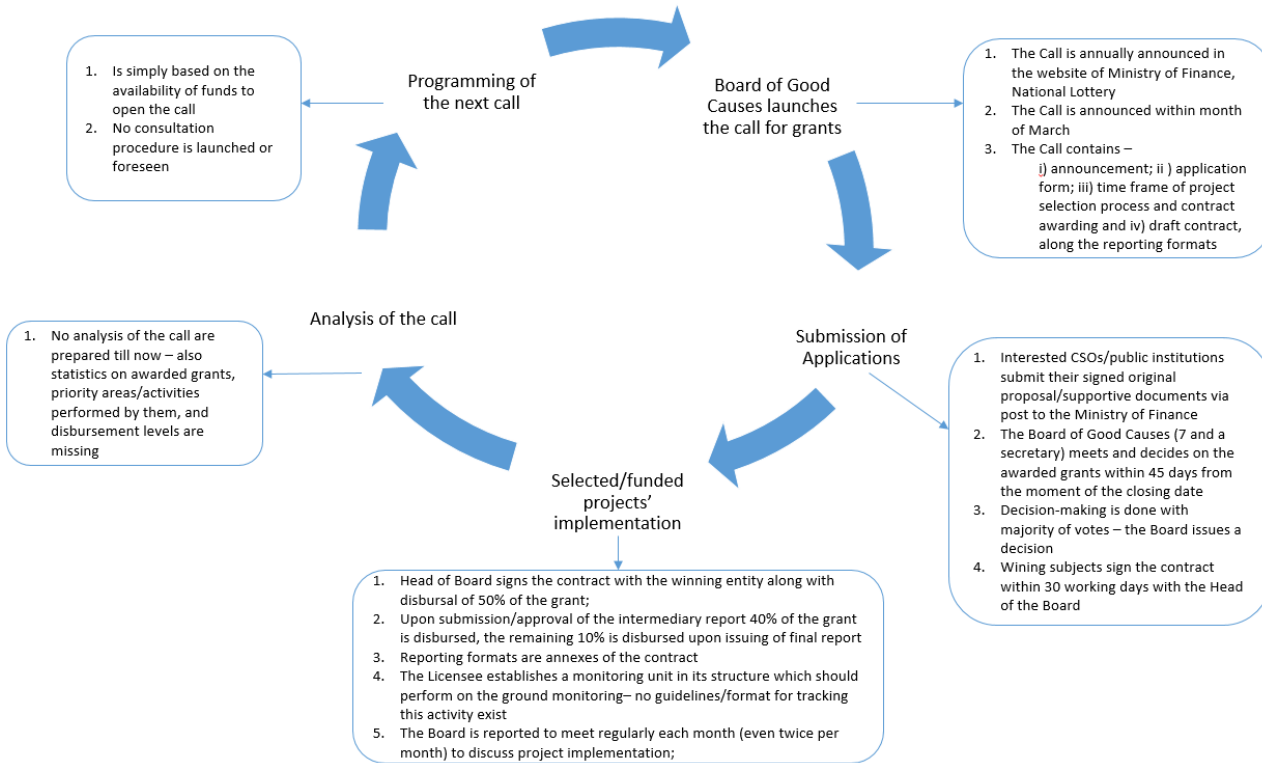 Programming of
the next call
1. Is simply based on the
availability of funds to
open the call
2. No consultation
procedure is launched or
foreseen
Board of Good
Causes launches
the call for grants
1. The Call is annually announced in
the website of Ministry of Finance,
National Lottery
2. The Call is announced within month
of March
3. The Call contains –
i) announcement; ii ) application
form; iii) time frame of project
selection process and contract
awarding and iv) draft contract,
along the reporting formats
Submission of
Applications
1. Interested CSOs/public institutions
submit their signed original
proposal/supportive documents via
post to the Ministry of Finance
2. The Board of Good Causes (7 and a
secretary) meets and decides on the
awarded grants within 45 days from
the moment of the closing date
3. Decision-making is done with
majority of votes – the Board issues a
decision
4. Wining subjects sign the contract
within 30 working days with the Head
of the Board
Selected/funded
projects’
implementation
1. Head of Board signs the contract with the winning entity along with
disbursal of 50% of the grant;
2. Upon submission/approval of the intermediary report 40% of the grant
is disbursed, the remaining 10% is disbursed upon issuing of final report
3. Reporting formats are annexes of the contract
4. The Licensee establishes a monitoring unit in its structure which should
perform on the ground monitoring– no guidelines/format for tracking
this activity exist
5. The Board is reported to meet regularly each month (even twice per
month) to discuss project implementation;
Analysis of the call
1. No analysis of the call are
prepared till now – also
statistics on awarded grants,
priority areas/activities
performed by them, and
disbursement levels are
missing